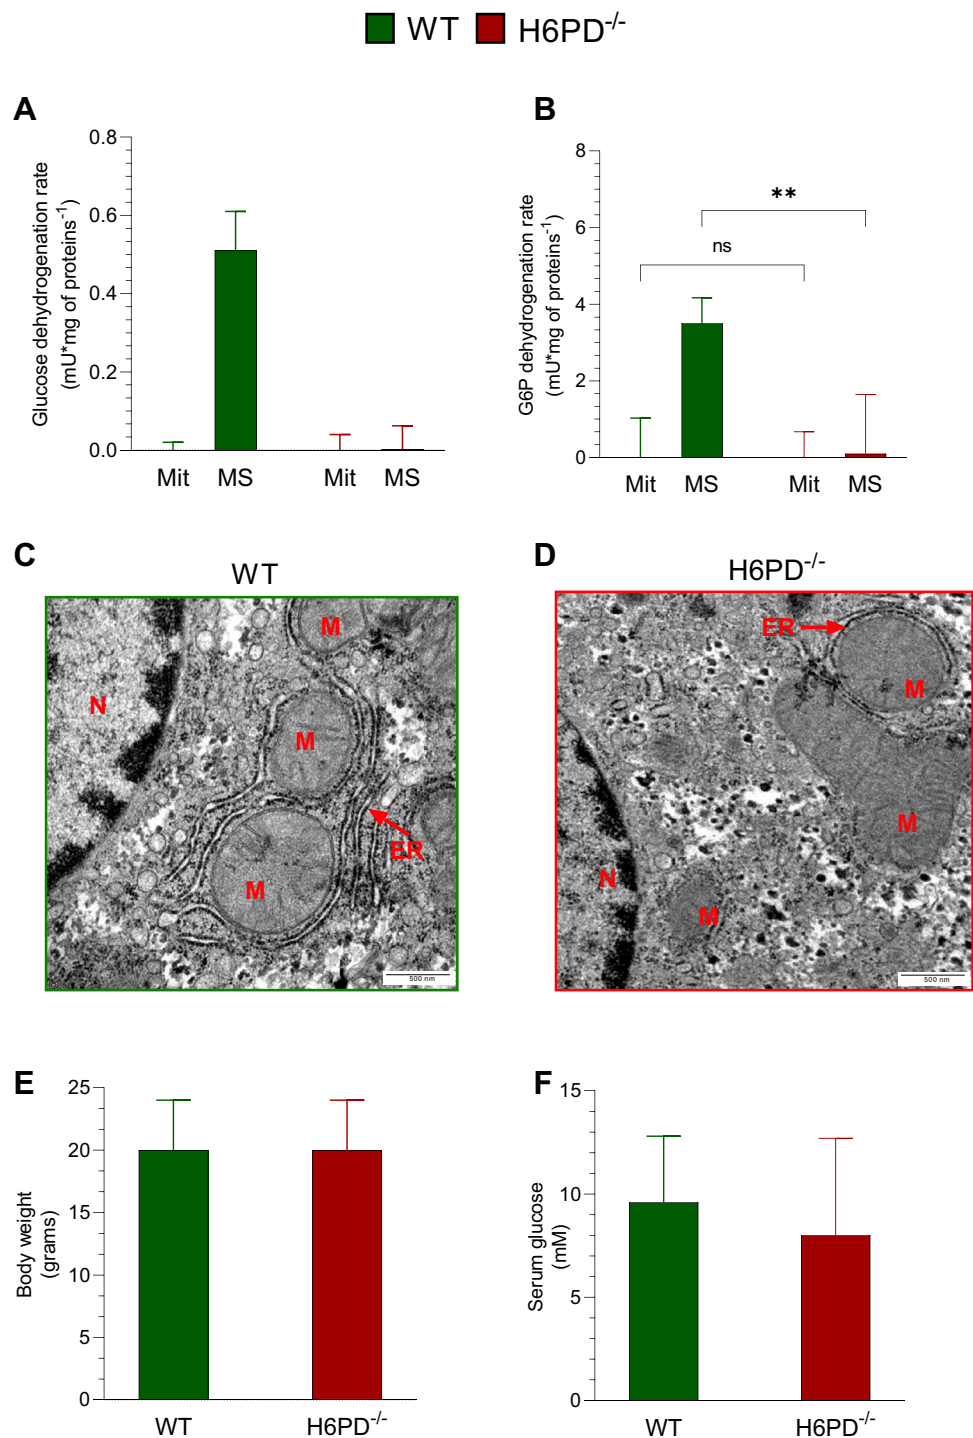 WT H6PD-/-
A
Glucose dehydrogenation rate
(mU*mg of proteins-1)
0.8
0.6
0.4
0.2
0.0
Mit MS Mit MS
B
G6P dehydrogenation rate
(mU*mg of proteins-1)
8
6
4
2
0
**
ns
Mit MS Mit MS
C
WT
M
N
M
ER
M
500 nm
D
H6PD-/-
ER
M
M
N
M
500 nm
E
Body weight
(grams)
25
20
15
10
5
0
WT H6PD-/-
F
Serum glucose
(mM)
15
10
5
0
WT H6PD-/-